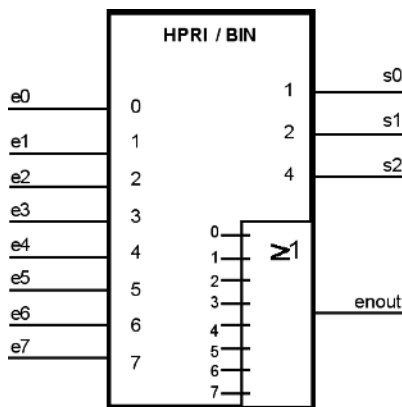 HPRI / BIN
e0 0 1 s0
e1 1 2 s1
e2 2 4 s2
e3 3
e4 4
e5 5
e6 6
e7 7
0 ≥1
1
2
3 enout
4
5
6
7